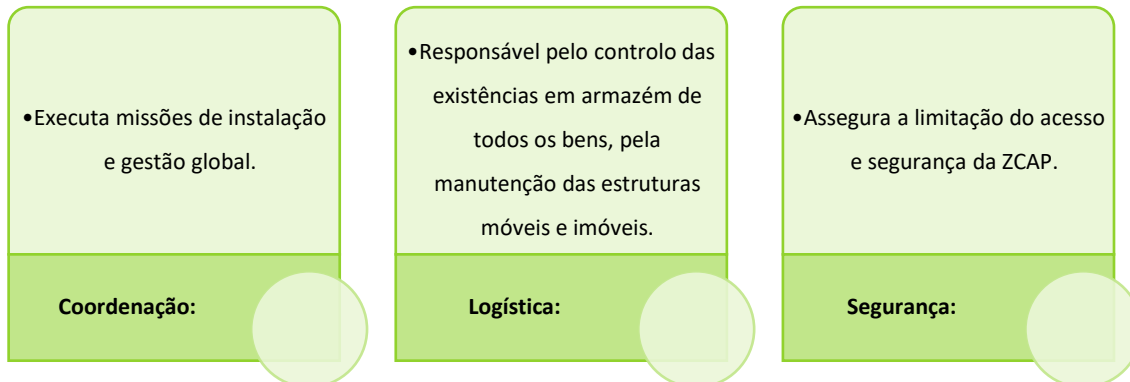 •Executa missões de instalação
e gestão global.
Coordenação:
•Responsável pelo controlo das
existências em armazém de
todos os bens, pela
manutenção das estruturas
móveis e imóveis.
Logística:
•Assegura a limitação do acesso
e segurança da ZCAP.
Segurança: